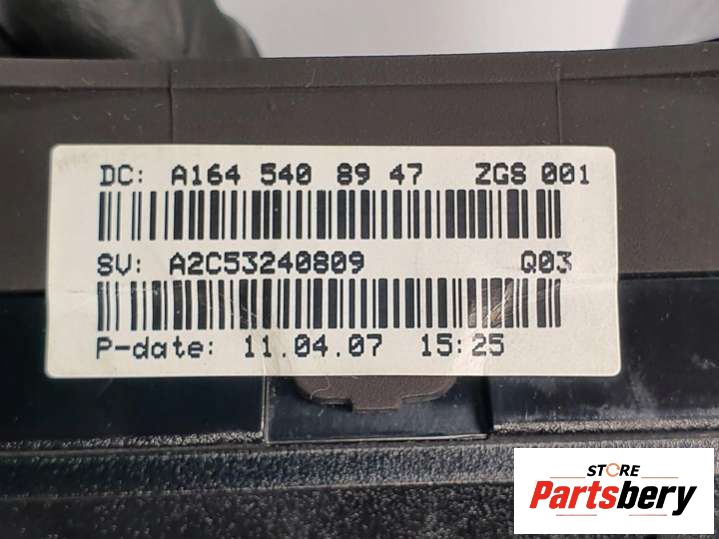 DC: A164 540 89 47 ZGS 001
SV: A2C53240809 Q03
P-date: 11.04.07 15:25
STORE
Partsbery